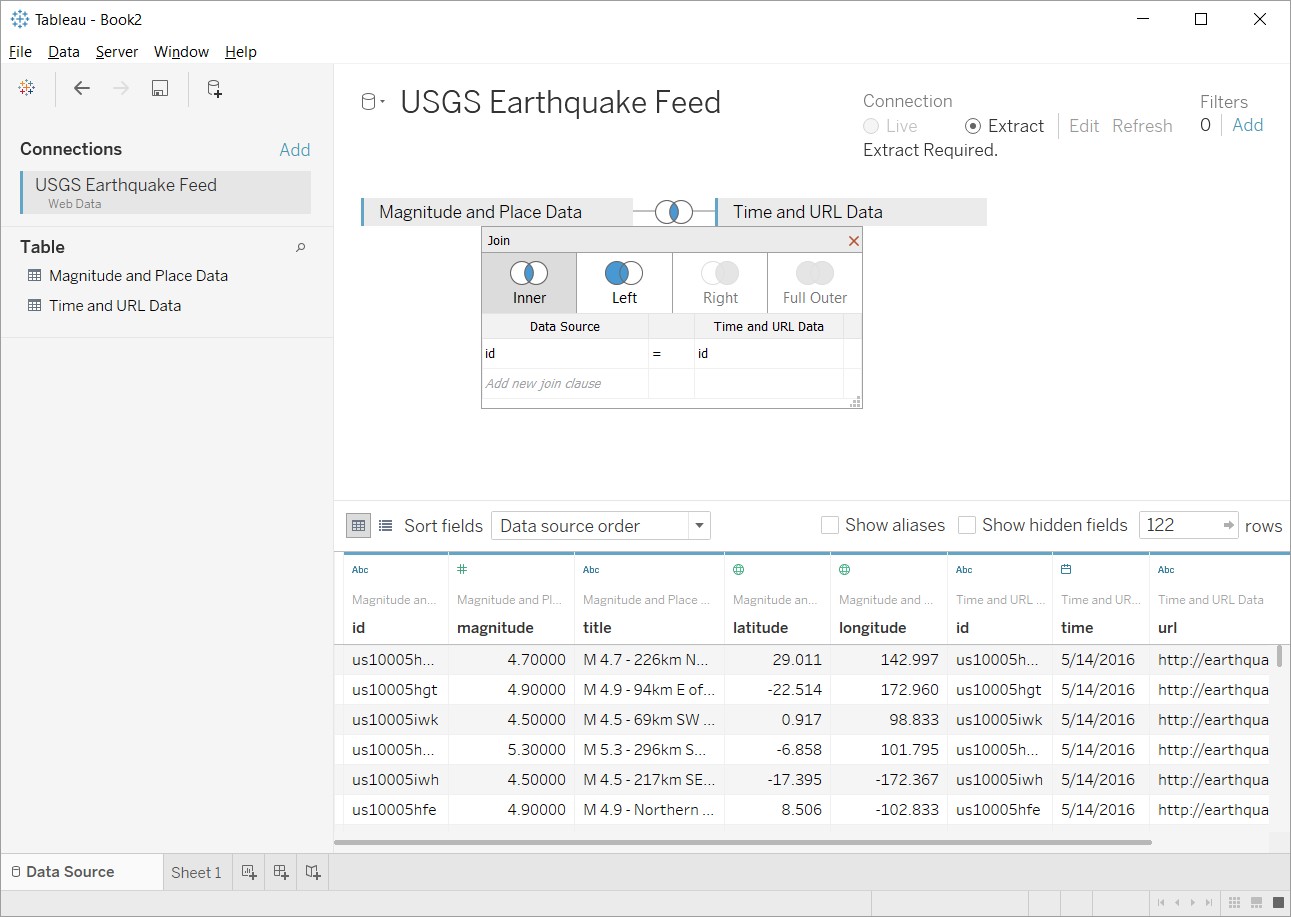 Tableau - Book2
File Data Server Window Help
Connections Add
USGS Earthquake Feed
Web Data
Table
Magnitude and Place Data
Time and URL Data
USGS Earthquake Feed
Connection
Live Extract Edit Refresh
Extract Required.
Filters
0 Add
Magnitude and Place Data Time and URL Data
Join
Inner Left Right Full Outer
Data Source Time and URL Data
id = id
Add new join clause
Sort fields Data source order Show aliases Show hidden fields 122 rows
Abc # Abc Abc Abc
Magnitude an... Magnitude and Pl... Magnitude and Place ... Magnitude an... Magnitude and ... Time and URL ... Time and UR... Time and URL Data
id magnitude title latitude longitude id time url
us10005h... 4.70000 M 4.7 - 226km N... 29.011 142.997 us10005h... 5/14/2016 http://earthqua
us10005hgt 4.90000 M 4.9 - 94km E of... -22.514 172.960 us10005hgt 5/14/2016 http://earthqua
us10005iwk 4.50000 M 4.5 - 69km SW ... 0.917 98.833 us10005iwk 5/14/2016 http://earthqua
us10005h... 5.30000 M 5.3 - 296km S... -6.858 101.795 us10005h... 5/14/2016 http://earthqua
us10005iwh 4.50000 M 4.5 - 217km SE... -17.395 -172.367 us10005iwh 5/14/2016 http://earthqua
us10005hfe 4.90000 M 4.9 - Northern ... 8.506 -102.833 us10005hfe 5/14/2016 http://earthqua
Data Source Sheet 1